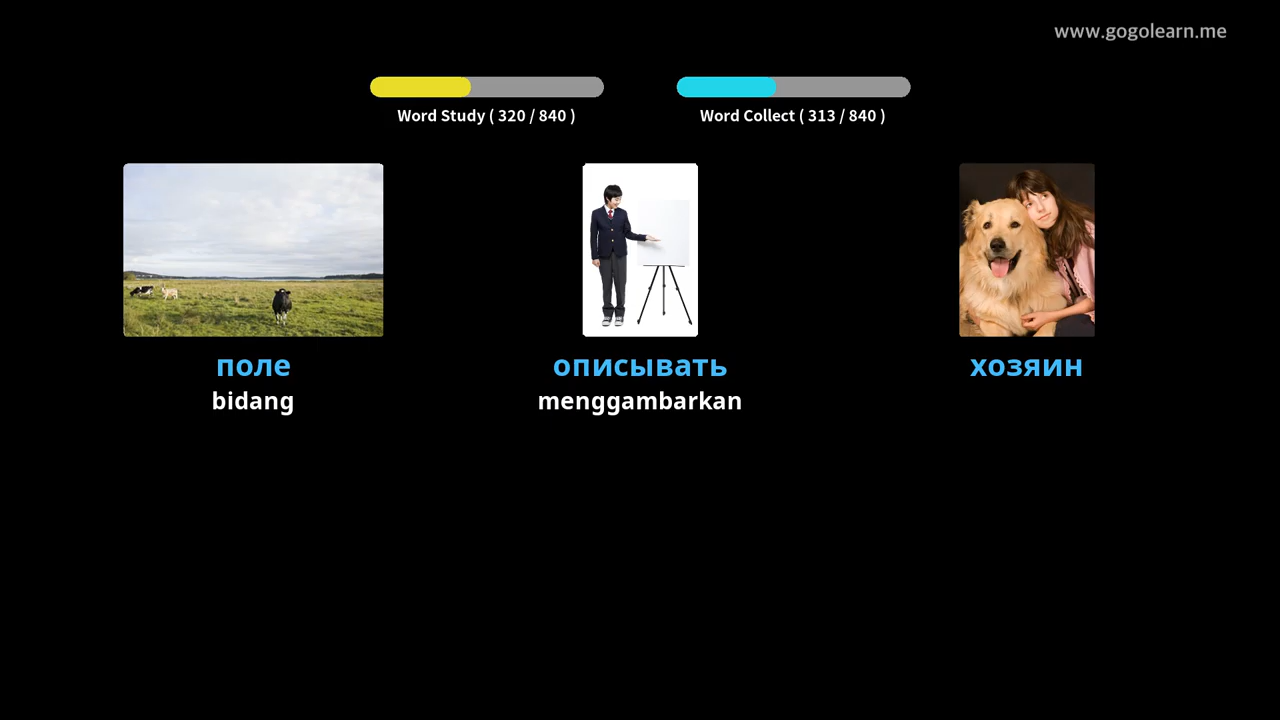 www.gogolearn.me
Word Study ( 320 / 840 )
Word Collect ( 313 / 840 )
поле
описывать
хозяин
bidang
menggambarkan